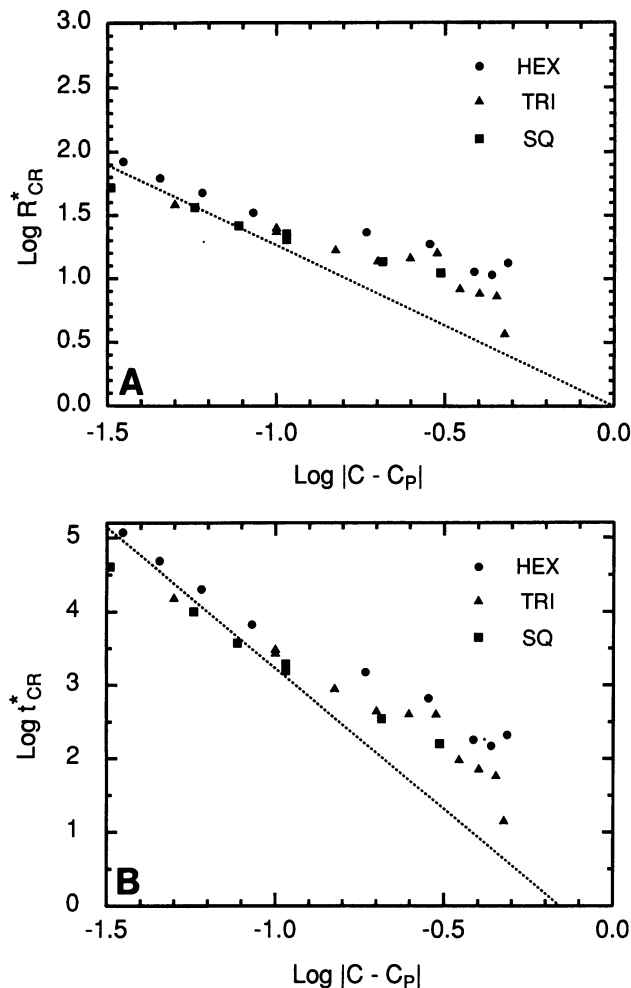 3.0
HEX
2.5
TRI
SQ
2.0
Log R*CR
1.5
1.0
0.5
A
0.0
-1.5 -1.0 -0.5 0.0
Log |C - CP|
5
HEX
TRI
4
SQ
3
Log t*CR
2
1
B
0
-1.5 -1.0 -0.5 0.0
Log |C - CP|